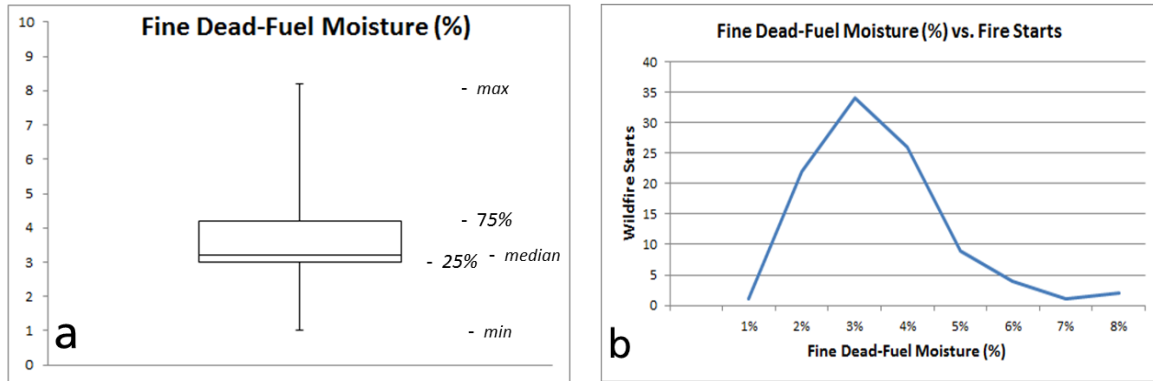 Fine Dead-Fuel Moisture (%)
10
9
8
7
6
5
4
3
2
1
0
- max
- 75%
- median
- 25%
- min
a
Fine Dead-Fuel Moisture (%) vs. Fire Starts
Wildfire Starts
40
35
30
25
20
15
10
5
0
1% 2% 3% 4% 5% 6% 7% 8%
Fine Dead-Fuel Moisture (%)
b